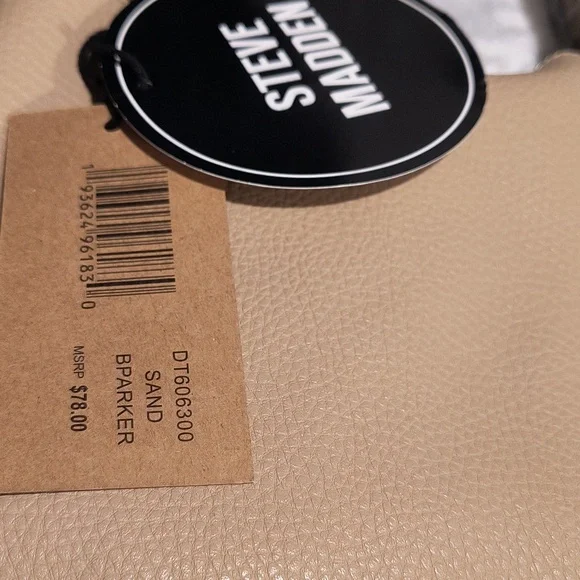 STEVE
MADDEN
1 93624 96183 0
DT606300
SAND
BPARKER
MSRP $78.00